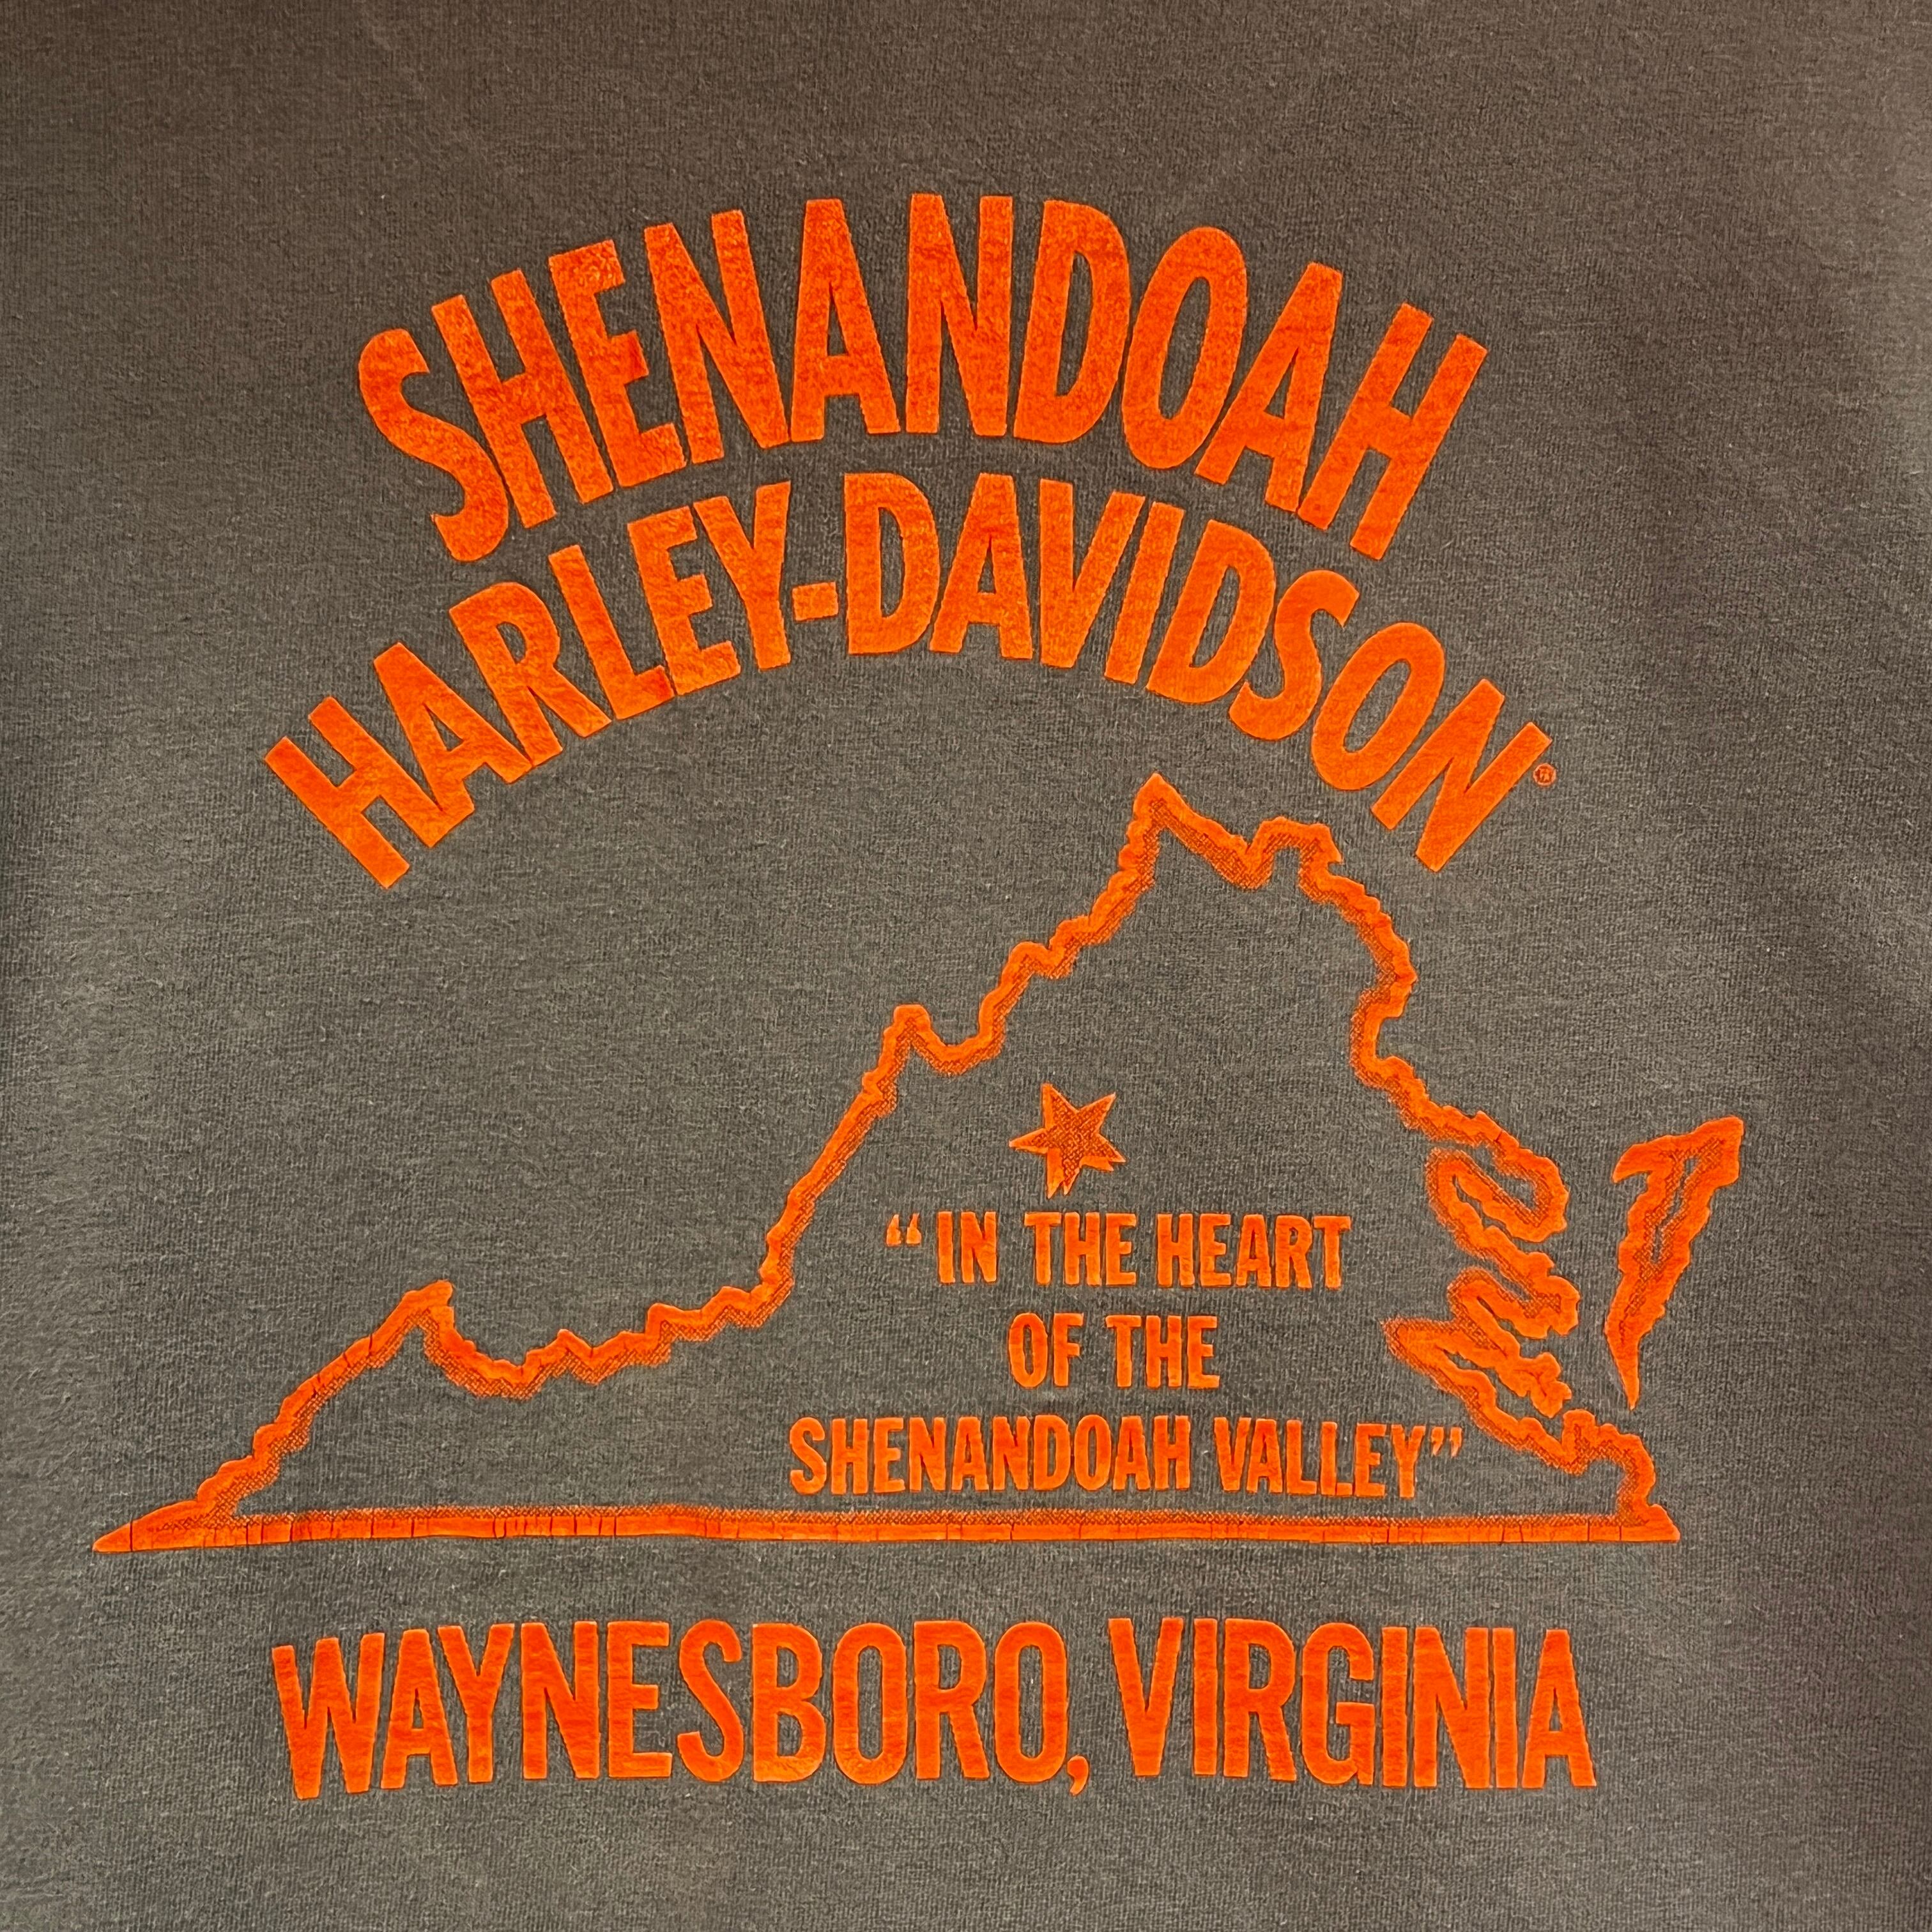 SHENANDOAH
HARLEY-DAVIDSON
“IN THE HEART
OF THE
SHENANDOAH VALLEY”
WAYNESBORO, VIRGINIA